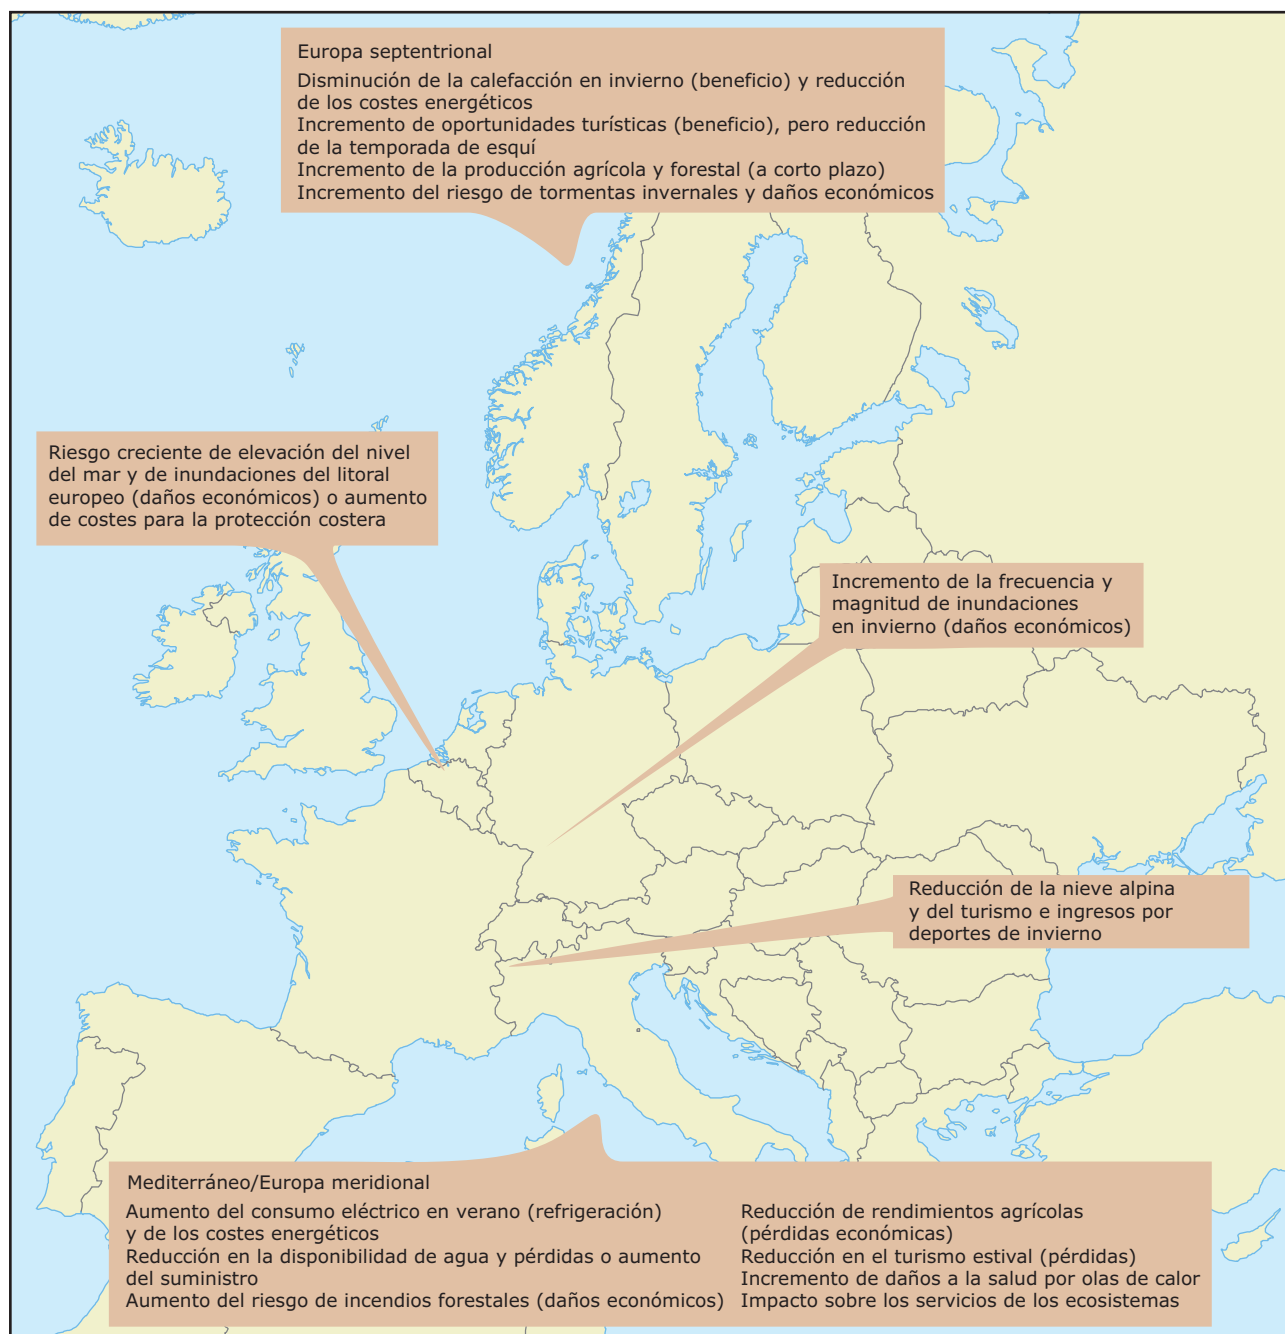 Europa septentrional
Disminución de la calefacción en invierno (beneficio) y reducción
de los costes energéticos
Incremento de oportunidades turísticas (beneficio), pero reducción
de la temporada de esquí
Incremento de la producción agrícola y forestal (a corto plazo)
Incremento del riesgo de tormentas invernales y daños económicos
Riesgo creciente de elevación del nivel
del mar y de inundaciones del litoral
europeo (daños económicos) o aumento
de costes para la protección costera
Incremento de la frecuencia y
magnitud de inundaciones
en invierno (daños económicos)
Reducción de la nieve alpina
y del turismo e ingresos por
deportes de invierno
Mediterráneo/Europa meridional
Aumento del consumo eléctrico en verano (refrigeración)
y de los costes energéticos
Reducción en la disponibilidad de agua y pérdidas o aumento
del suministro
Aumento del riesgo de incendios forestales (daños económicos)
Reducción de rendimientos agrícolas
(pérdidas económicas)
Reducción en el turismo estival (pérdidas)
Incremento de daños a la salud por olas de calor
Impacto sobre los servicios de los ecosistemas